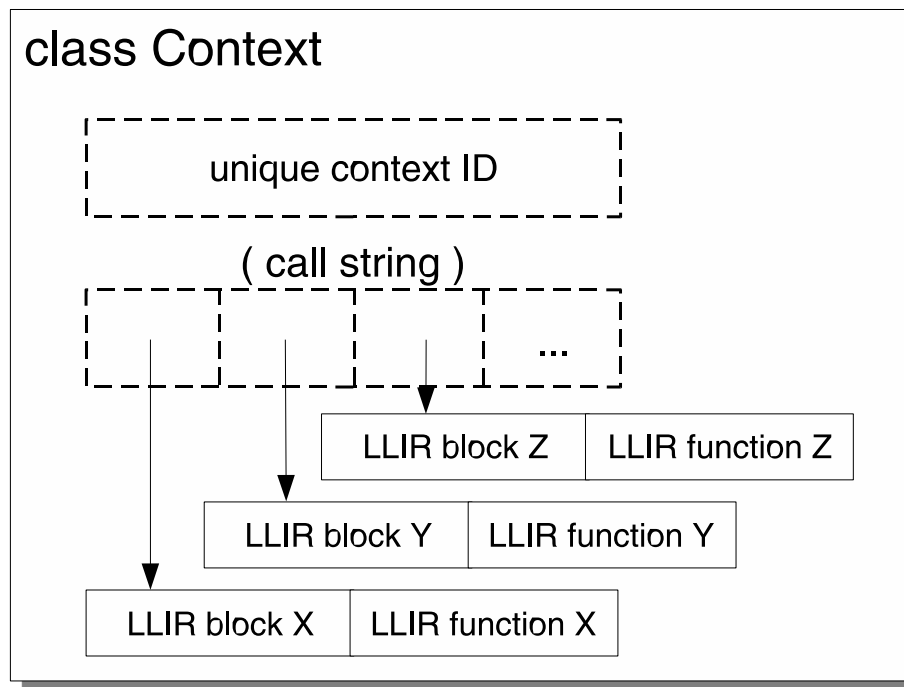 class Context
unique context ID
( call string )
...
LLIR block Z LLIR function Z
LLIR block Y LLIR function Y
LLIR block X LLIR function X